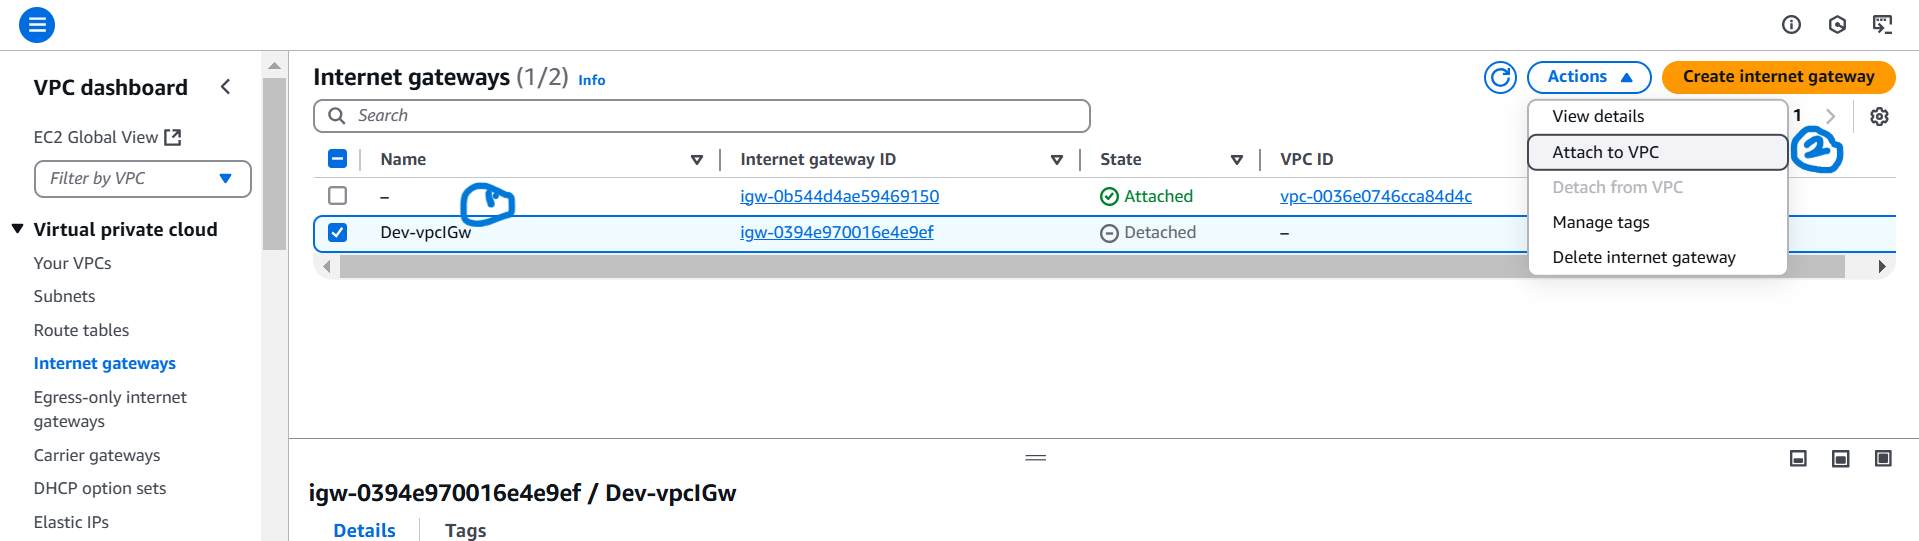 VPC dashboard
EC2 Global View
Filter by VPC
Virtual private cloud
Your VPCs
Subnets
Route tables
Internet gateways
Egress-only internet
gateways
Carrier gateways
DHCP option sets
Elastic IPs
Internet gateways (1/2) Info
Actions
Create internet gateway
Search
1
View details
Attach to VPC
Detach from VPC
Manage tags
Delete internet gateway
2
Name Internet gateway ID State VPC ID
– igw-0b544d4ae59469150 Attached vpc-0036e0746cca84d4c
1
Dev-vpcIGw igw-0394e970016e4e9ef Detached –
igw-0394e970016e4e9ef / Dev-vpcIGw
Details Tags